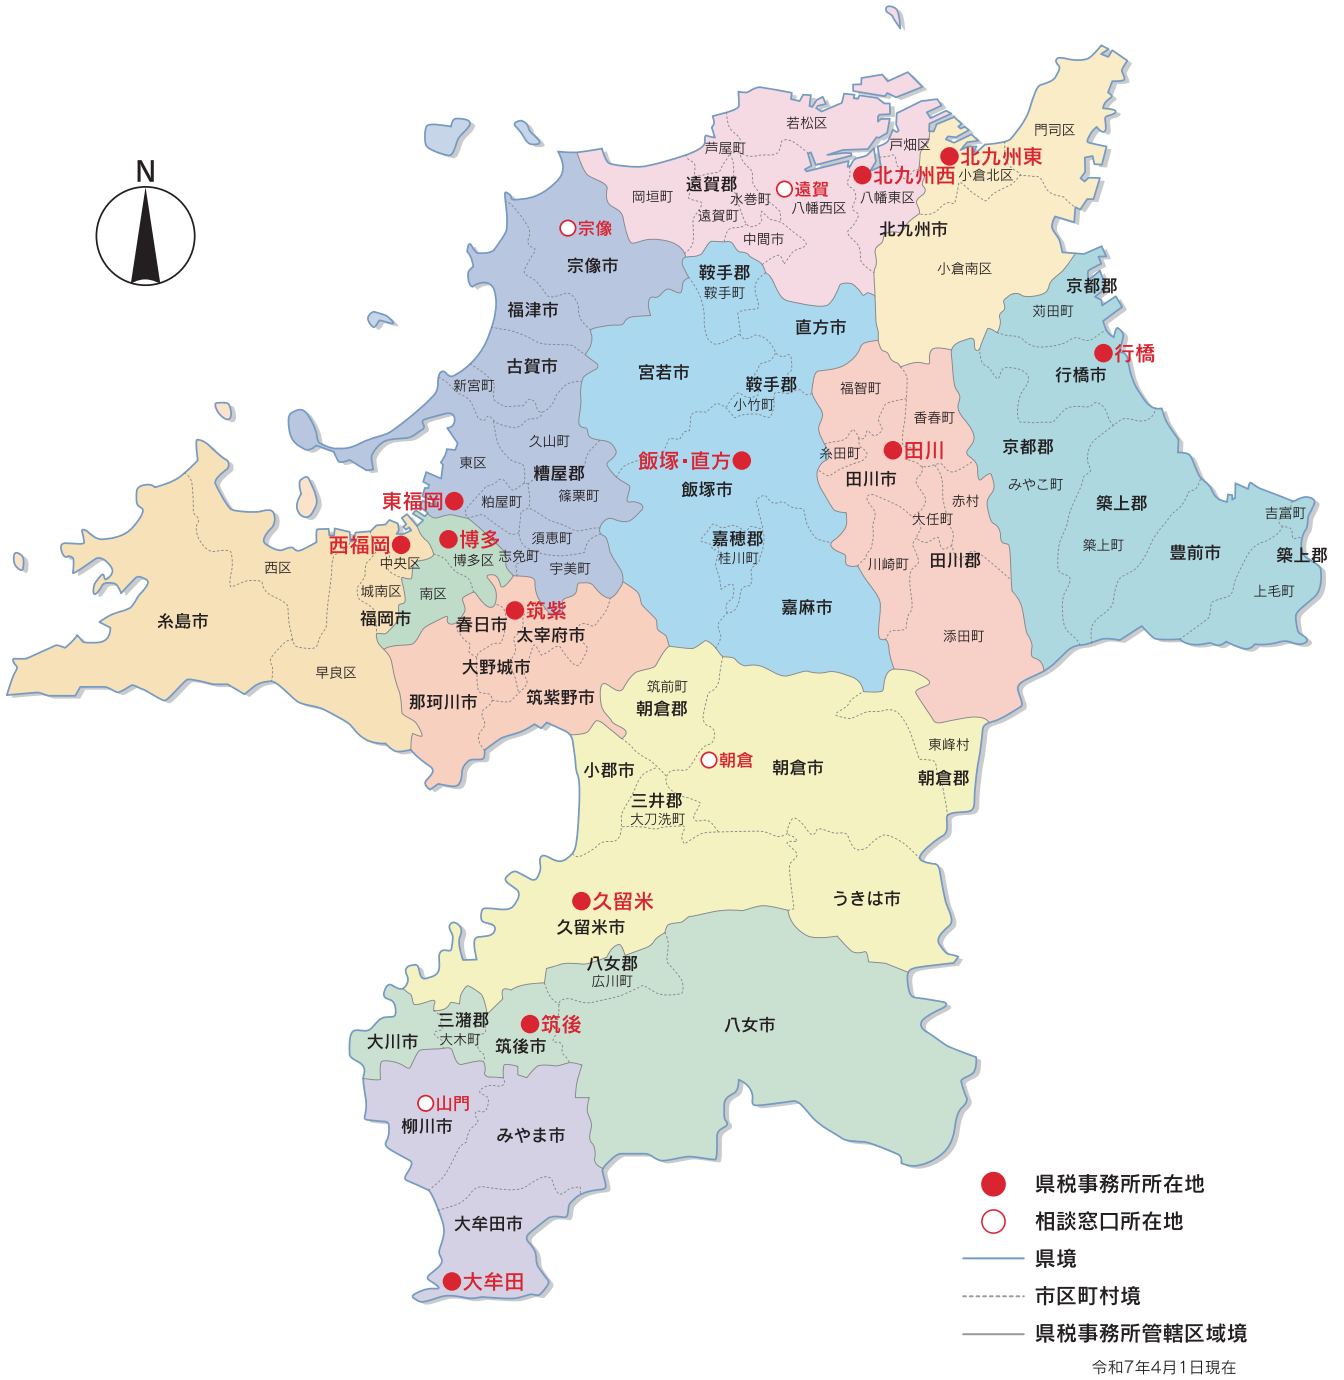 N
若松区
門司区
戸畑区
芦屋町
北九州東
小倉北区
北九州西
遠賀郡
遠賀
岡垣町
水巻町
八幡西区
八幡東区
遠賀町
北九州市
中間市
宗像
宗像市
小倉南区
鞍手郡
鞍手町
京都郡
苅田町
福津市
直方市
行橋
行橋市
古賀市
宮若市
新宮町
鞍手郡
小竹町
福智町
香春町
久山町
京都郡
東区
糟屋郡
篠栗町
飯塚・直方
飯塚市
糸田町
田川
田川市
みやこ町
東福岡
粕屋町
赤村
大任町
築上郡
吉富町
西福岡
博多
須恵町
嘉穂郡
桂川町
築上町
豊前市
築上郡
中央区
博多区
志免町
宇美町
川崎町
田川郡
西区
城南区
南区
上毛町
糸島市
福岡市
筑紫
春日市
太宰府市
嘉麻市
添田町
早良区
大野城市
那珂川市
筑紫野市
筑前町
朝倉郡
東峰村
朝倉郡
小郡市
朝倉
朝倉市
三井郡
大刀洗町
久留米
久留米市
うきは市
八女郡
広川町
三潴郡
大木町
大川市
筑後
筑後市
八女市
山門
柳川市
みやま市
大牟田市
大牟田
県税事務所所在地
相談窓口所在地
県境
市区町村境
県税事務所管轄区域境
令和7年4月1日現在